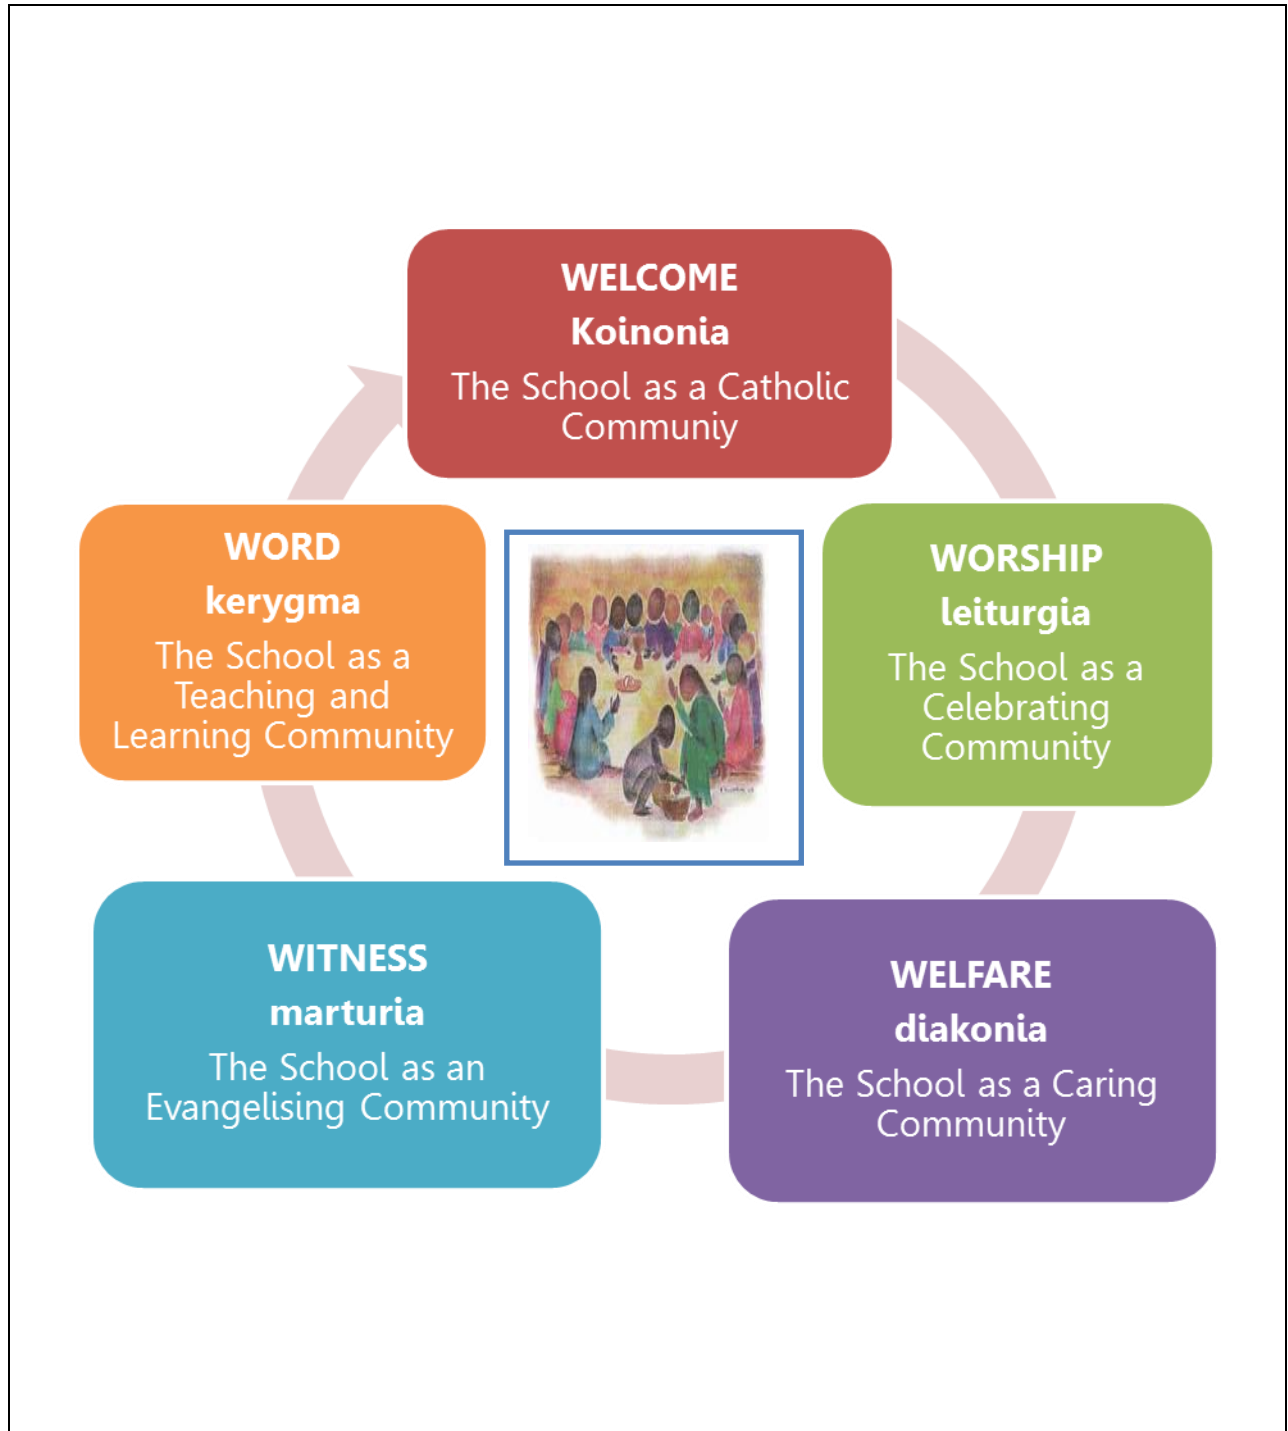 WELCOME
Koinonia
The School as a Catholic
Communiy
WORSHIP
leiturgia
The School as a
Celebrating
Community
WELFARE
diakonia
The School as a Caring
Community
WITNESS
marturia
The School as an
Evangelising Community
WORD
kerygma
The School as a
Teaching and
Learning Community